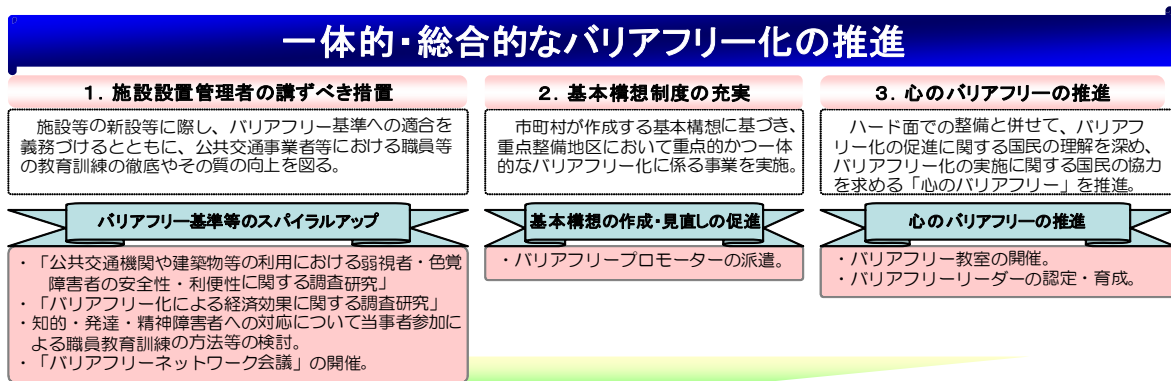 一体的・総合的なバリアフリー化の推進
1．施設設置管理者の講ずべき措置
施設等の新設等に際し、バリアフリー基準への適合を
義務づけるとともに、公共交通事業者等における職員等
の教育訓練の徹底やその質の向上を図る。
バリアフリー基準等のスパイラルアップ
・「公共交通機関や建築物等の利用における弱視者・色覚
障害者の安全性・利便性に関する調査研究」
・「バリアフリー化による経済効果に関する調査研究」
・知的・発達・精神障害者への対応について当事者参加に
よる職員教育訓練の方法等の検討。
・「バリアフリーネットワーク会議」の開催。
2．基本構想制度の充実
市町村が作成する基本構想に基づき、
重点整備地区において重点的かつ一体
的なバリアフリー化に係る事業を実施。
基本構想の作成・見直しの促進
・バリアフリープロモーターの派遣。
3．心のバリアフリーの推進
ハード面での整備と併せて、バリアフ
リー化の促進に関する国民の理解を深め、
バリアフリー化の実施に関する国民の協力
を求める「心のバリアフリー」を推進。
心のバリアフリーの推進
・バリアフリー教室の開催。
・バリアフリーリーダーの認定・育成。